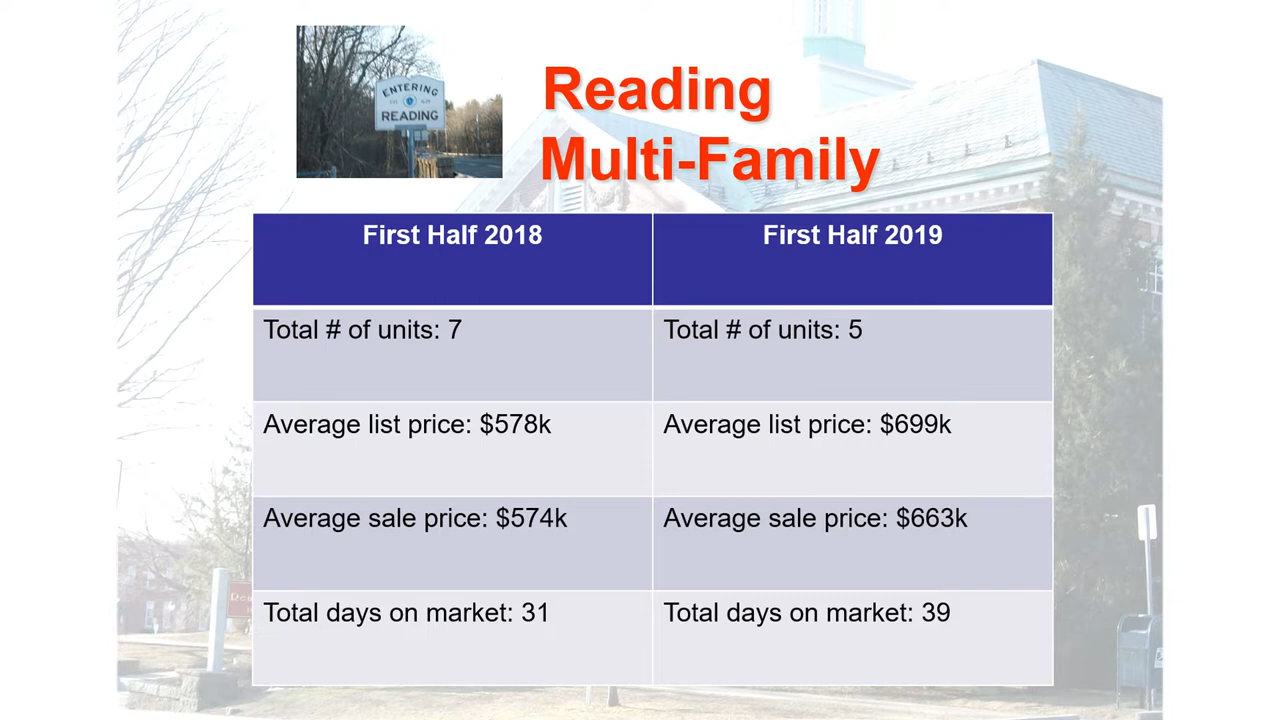 ENTERING
READING
Reading
Multi-Family
First Half 2018
First Half 2019
Total # of units: 7
Total # of units: 5
Average list price: $578k
Average list price: $699k
Average sale price: $574k
Average sale price: $663k
Total days on market: 31
Total days on market: 39